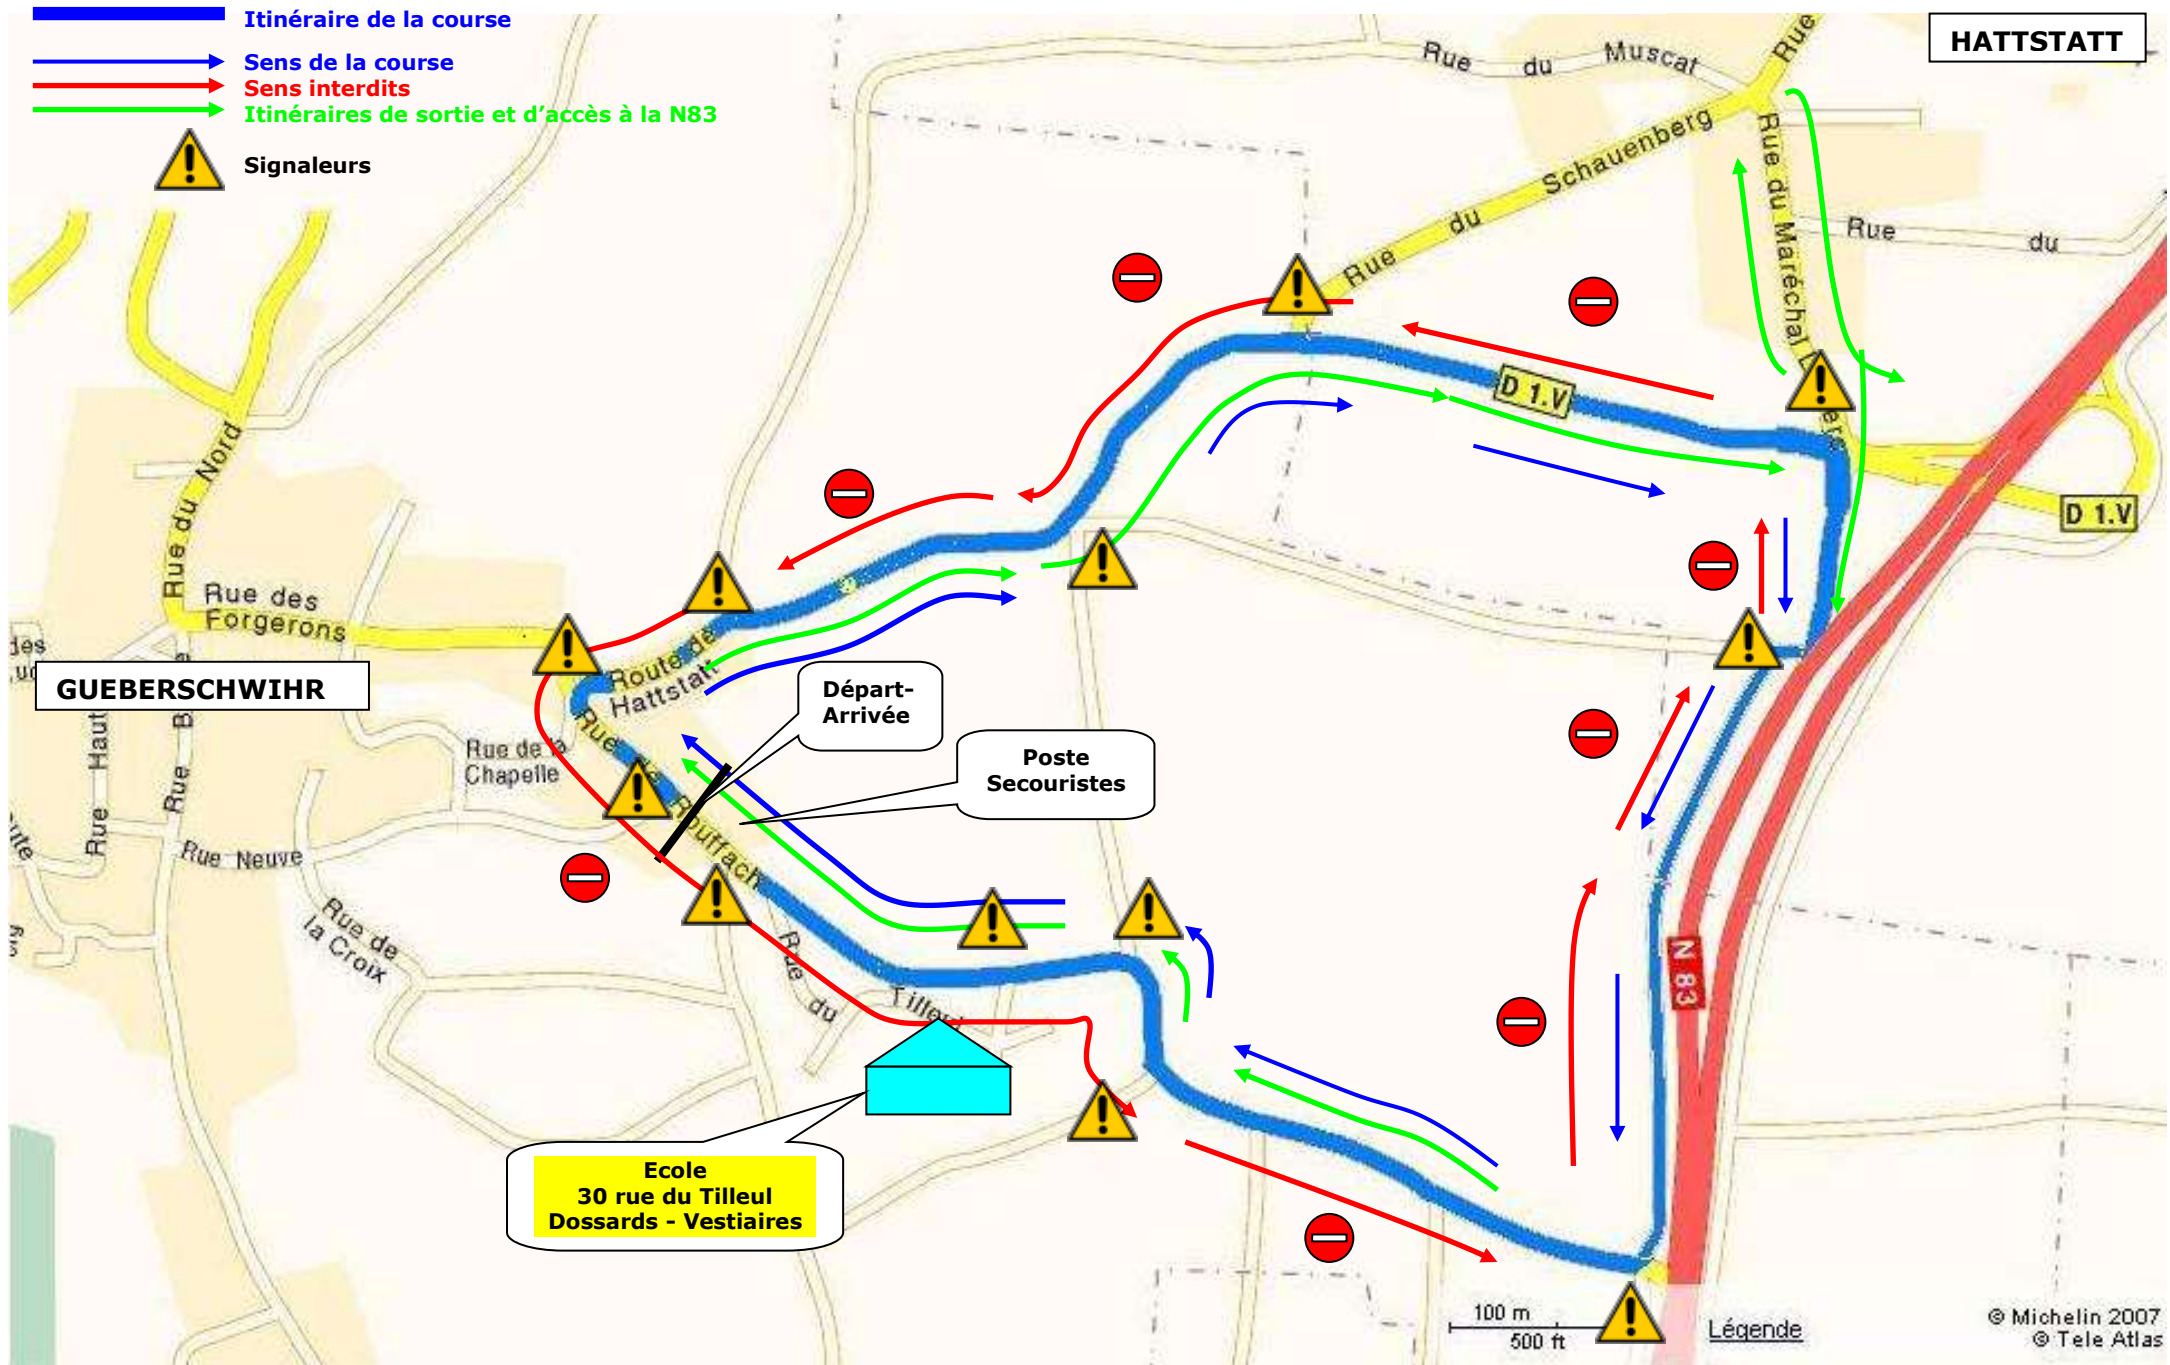 Itinéraire de la course
Sens de la course
Sens interdits
Itinéraires de sortie et d'accès à la N83
Signaleurs
HATTSTATT
Rue du Muscat
Rue
Rue du Schauenberg
Rue du Maréchal
Rue du
D 1.V
D 1.V
Rue du Nord
Rue des
Forgerons
des
GUEBERSCHWIHR
Route de
Hattstatt
Départ-
Arrivée
Poste
Secouristes
Rue de la
Chapelle
Rue de Rouffach
Rue Haut
Rue B
Rue Neuve
Rue de
la Croix
Rue du Tilleul
N 83
Ecole
30 rue du Tilleul
Dossards - Vestiaires
100 m
500 ft
Légende
© Michelin 2007
© Tele Atlas